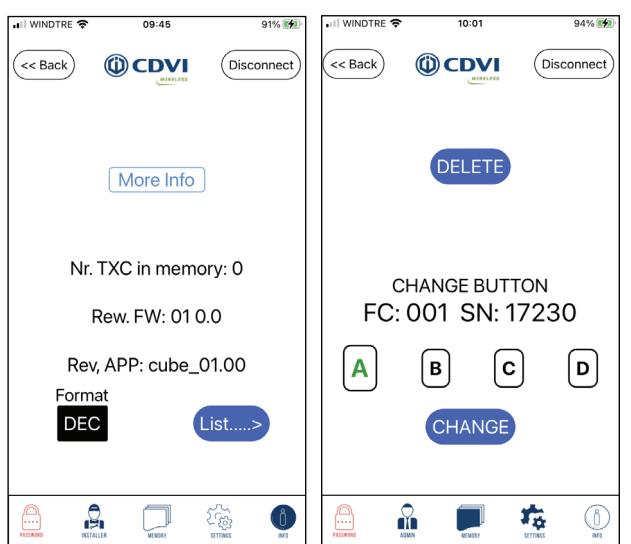 WINDTRE 09:45 91%
<< Back CDVI Disconnect
WIRELESS
More Info
Nr. TXC in memory: 0
Rew. FW: 01 0.0
Rev, APP: cube_01.00
Format
DEC List.....>
PASSWORD INSTALLER MEMORY SETTINGS INFO
WINDTRE 10:01 94%
<< Back CDVI Disconnect
WIRELESS
DELETE
CHANGE BUTTON
FC: 001 SN: 17230
A B C D
CHANGE
PASSWORD ADMIN MEMORY SETTINGS INFO